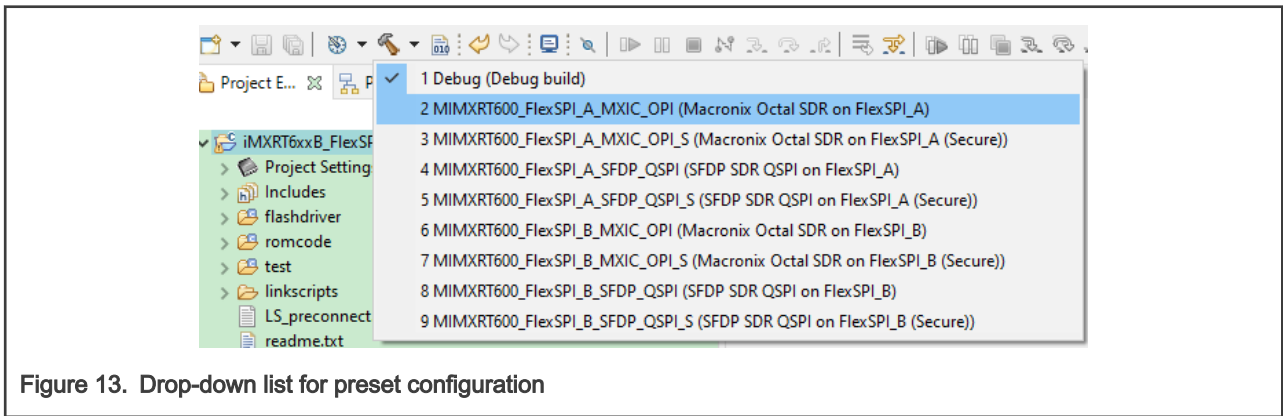 010
Project E... P
1 Debug (Debug build)
2 MIMXRT600_FlexSPI_A_MXIC_OPI (Macronix Octal SDR on FlexSPI_A)
3 MIMXRT600_FlexSPI_A_MXIC_OPI_S (Macronix Octal SDR on FlexSPI_A (Secure))
4 MIMXRT600_FlexSPI_A_SFDP_QSPI (SFDP SDR QSPI on FlexSPI_A)
5 MIMXRT600_FlexSPI_A_SFDP_QSPI_S (SFDP SDR QSPI on FlexSPI_A (Secure))
6 MIMXRT600_FlexSPI_B_MXIC_OPI (Macronix Octal SDR on FlexSPI_B)
7 MIMXRT600_FlexSPI_B_MXIC_OPI_S (Macronix Octal SDR on FlexSPI_B (Secure))
8 MIMXRT600_FlexSPI_B_SFDP_QSPI (SFDP SDR QSPI on FlexSPI_B)
9 MIMXRT600_FlexSPI_B_SFDP_QSPI_S (SFDP SDR QSPI on FlexSPI_B (Secure))
iMXRT6xxB_FlexSP
Project Setting
Includes
flashdriver
romcode
test
linkscripts
LS_preconnect
readme.txt
Figure 13. Drop-down list for preset configuration